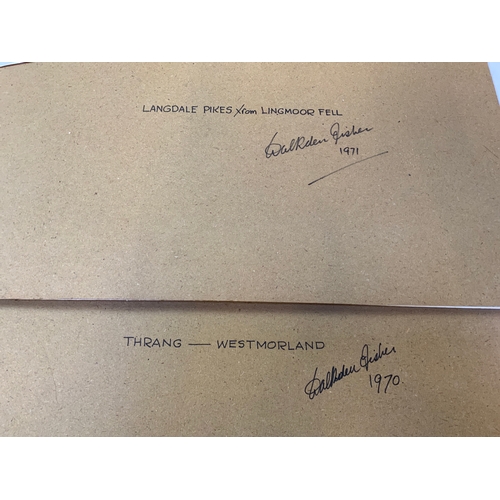 LANGDALE PIKES from LINGMOOR FELL
Walkden Fisher
1971
THRANG — WESTMORLAND
Walkden Fisher
1970.